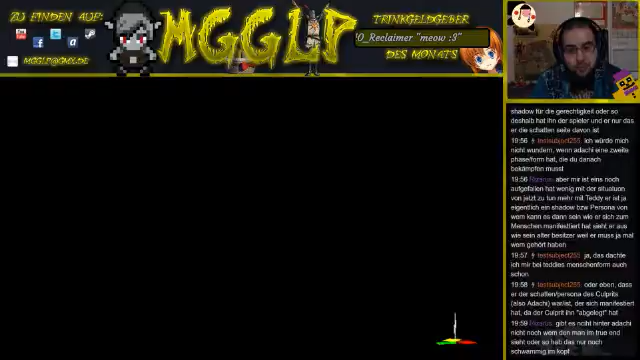 ZU FINDEN AUF:
MGGLP@GMX.DE
MGGLP
TRINKGELDGEBER
O_Reclaimer "meow :3"
DES MONATS
shadow für die gerechtigkeit oder so
deshalb hat ihn der spieler und er nur das
er die schatten seite davon ist
19:56 testsubject255: ich würde mich
nicht wundern, wenn adachi eine zweite
phase/form hat, die du danach
bekämpfen musst
19:56 aber mir ist eins noch
aufgefallen hat wenig mit der situatuon
von jetzt zu tun mehr mit Teddy er ist ja
eigentlich ein shadow bzw Persona von
wem kann es dann sein wie er sich zum
Menschen manifestiert hat sieht er aus
wie sein alter besitzer weil er muss ja mal
wem gehört haben
19:57 testsubject255: ja, das dachte
ich mir bei teddies menschenform auch
schon
19:58 testsubject255: oder eben, dass
er der schatten/persona des Culprits
(also Adachi) war/ist, der sich manifestiert
hat, da der Culprit ihn "abgelegt" hat
19:59 gibt es nciht hinter adachi
nicht noch wem den man im true end
sieht oder so hab das nur noch
schwammig im kopf